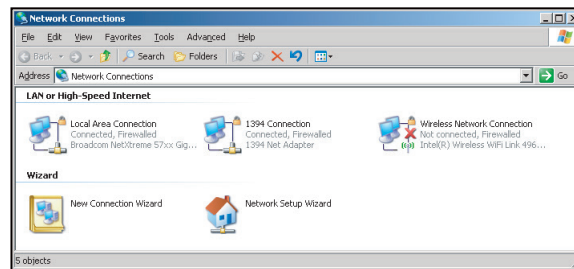 Network Connections
File Edit View Favorites Tools Advanced Help
Back Search Folders
Address Network Connections Go
LAN or High-Speed Internet
Local Area Connection
Connected, Firewalled
Broadcom NetXtreme 57xx Gig...
1394 Connection
Connected, Firewalled
1394 Net Adapter
Wireless Network Connection
Not connected, Firewalled
Intel(R) Wireless WiFi Link 496...
Wizard
New Connection Wizard
Network Setup Wizard
5 objects